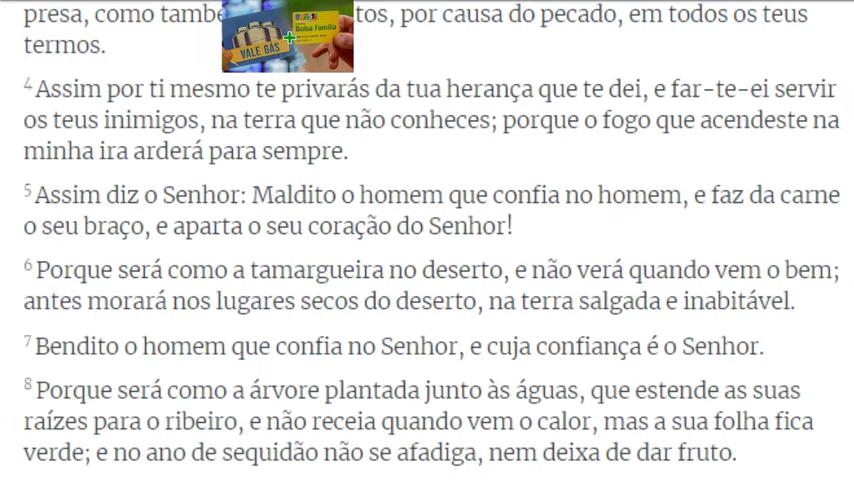 presa, como tambe tos, por causa do pecado, em todos os teus
VALE GÁS
Bolsa Família
termos.
4 Assim por ti mesmo te privarás da tua herança que te dei, e far-te-ei servir
os teus inimigos, na terra que não conheces; porque o fogo que acendeste na
minha ira arderá para sempre.
5 Assim diz o Senhor: Maldito o homem que confia no homem, e faz da carne
o seu braço, e aparta o seu coração do Senhor!
6 Porque será como a tamargueira no deserto, e não verá quando vem o bem;
antes morará nos lugares secos do deserto, na terra salgada e inabitável.
7 Bendito o homem que confia no Senhor, e cuja confiança é o Senhor.
8 Porque será como a árvore plantada junto às águas, que estende as suas
raízes para o ribeiro, e não receia quando vem o calor, mas a sua folha fica
verde; e no ano de sequidão não se afadiga, nem deixa de dar fruto.